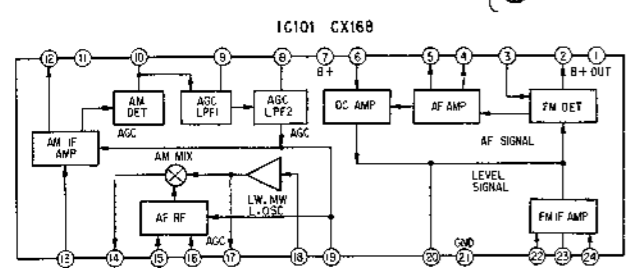 IC101 CX168
12 11 10 9 8 7 6 5 4 3 2 1
B+
B+ OUT
AM DET
AGC LPF1
AGC LPF2
DC AMP
AF AMP
FM DET
AGC
AGC
AM IF AMP
AF SIGNAL
AM MIX
LEVEL SIGNAL
LW. MW
L.OSC
AF RF
FM IF AMP
AGC
GND
13 14 15 16 17 18 19 20 21 22 23 24